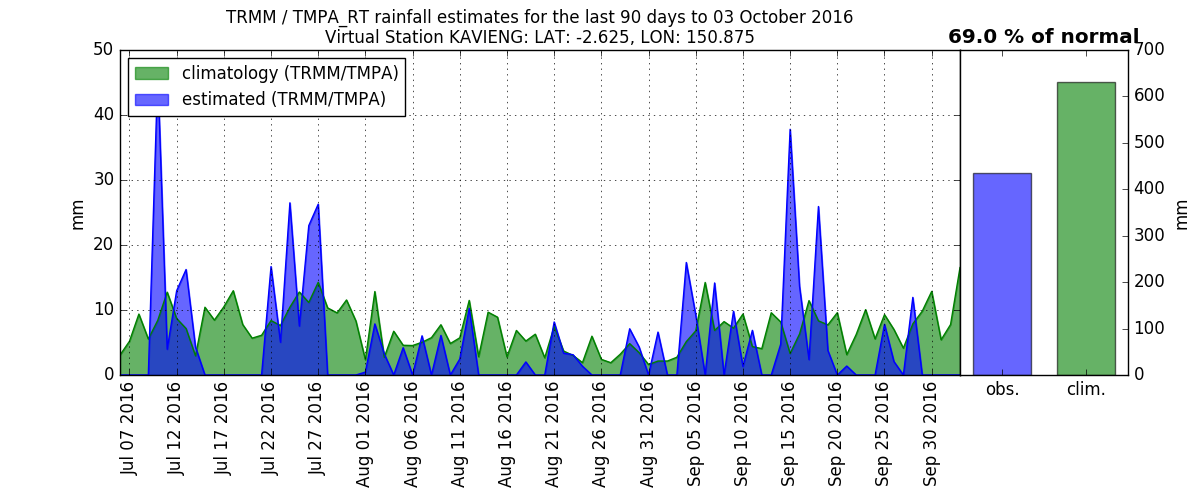 TRMM / TMPA_RT rainfall estimates for the last 90 days to 03 October 2016
Virtual Station KAVIENG: LAT: -2.625, LON: 150.875
69.0 % of normal
climatology (TRMM/TMPA)
estimated (TRMM/TMPA)
50
40
30
20
10
0
mm
700
600
500
400
300
200
100
0
mm
obs.
clim.
Jul 07 2016
Jul 12 2016
Jul 17 2016
Jul 22 2016
Jul 27 2016
Aug 01 2016
Aug 06 2016
Aug 11 2016
Aug 16 2016
Aug 21 2016
Aug 26 2016
Aug 31 2016
Sep 05 2016
Sep 10 2016
Sep 15 2016
Sep 20 2016
Sep 25 2016
Sep 30 2016